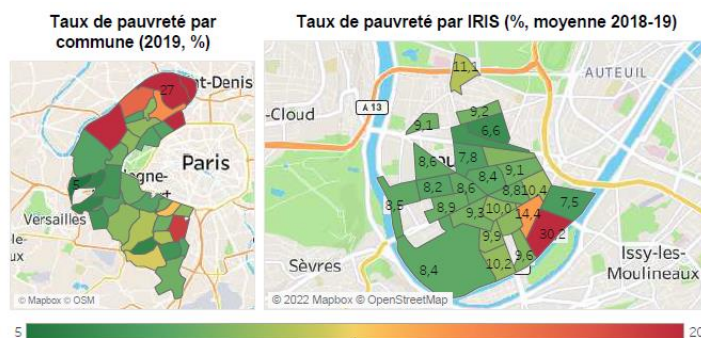 Taux de pauvreté par
commune (2019, %)
27
nt-Denis
Paris
5
logne-
Versailles
© Mapbox © OSM
Taux de pauvreté par IRIS (%, moyenne 2018-19)
11,1
AUTEUIL
-Cloud
A 13
9,2
9,1
6,6
7,8
8,6
9,1
8,4
8,2
8,6
8,8
10,4
7,5
8,5
8,9
9,3
10,0
14,4
30,2
9,9
9,6
8,4
10,2
Sèvres
Issy-les-
Moulineaux
© 2022 Mapbox © OpenStreetMap
5
20